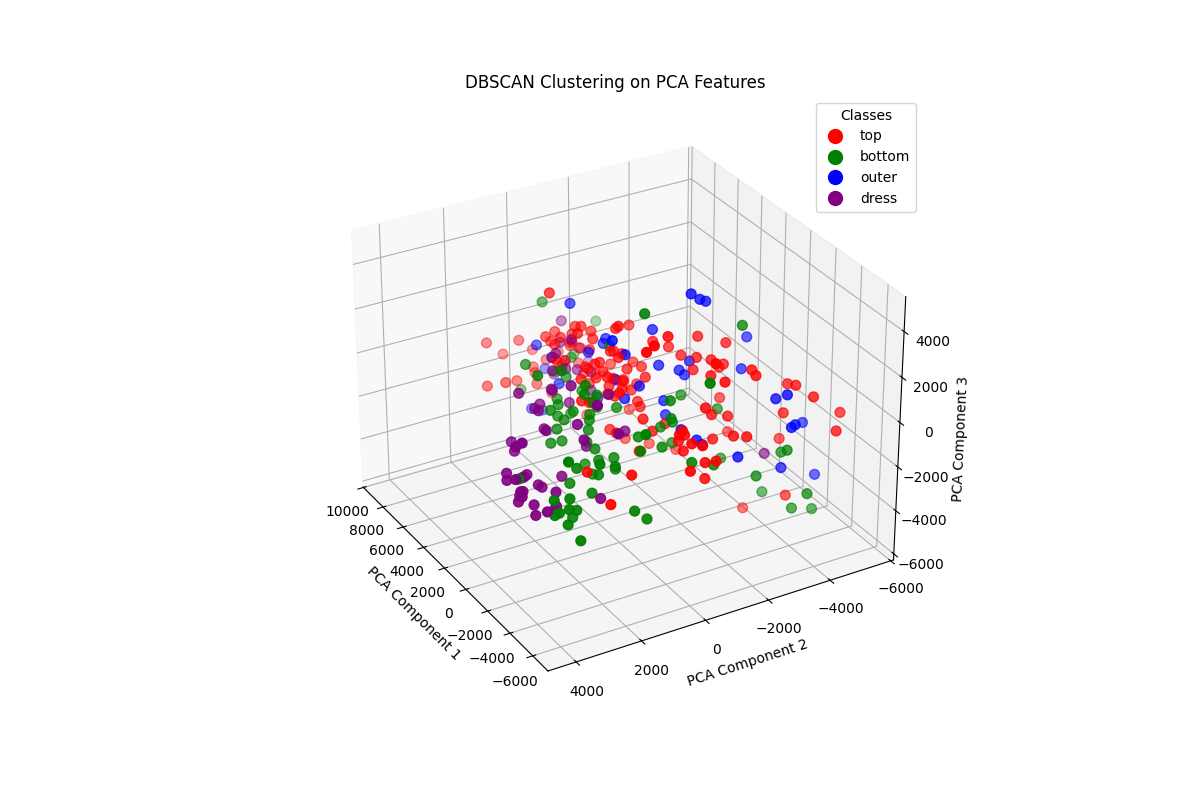 DBSCAN Clustering on PCA Features
Classes
top
bottom
outer
dress
4000
2000
0
−2000
−4000
−6000
PCA Component 3
10000
8000
6000
4000
2000
0
−2000
−4000
−6000
PCA Component 1
4000
2000
0
−2000
−4000
−6000
PCA Component 2